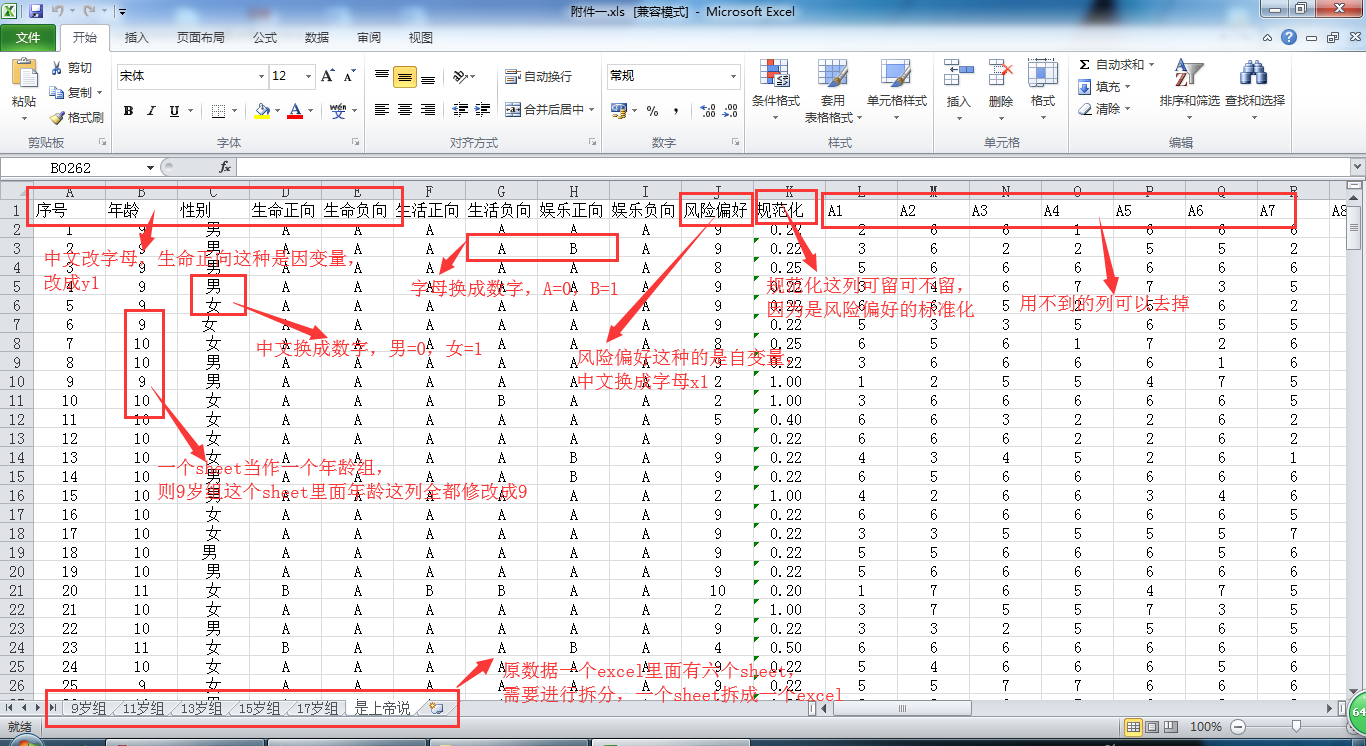 附件一.xls [兼容模式] - Microsoft Excel
文件 开始 插入 页面布局 公式 数据 审阅 视图
剪切
复制
格式刷
粘贴
剪贴板
宋体 12
B I U
字体
自动换行
合并后居中
对齐方式
常规
数字
条件格式
套用
表格格式
单元格样式
样式
插入 删除 格式
单元格
Σ 自动求和
填充
清除
排序和筛选 查找和选择
编辑
BO262 fx
A B C D E F G H I J K L M N O P Q R
1 序号 年龄 性别 生命正向 生命负向 生活正向 生活负向 娱乐正向 娱乐负向 风险偏好 规范化 A1 A2 A3 A4 A5 A6 A7 A8
2 1 9 男 A A A A A A 9 0.22 2 6 6 1 6 6 6
3 2 9 男 A A A A B A 9 0.22 3 6 2 2 5 5 2
4 3 9 男 A A A A A A 8 0.25 5 6 6 6 6 6 6
5 4 9 男 A A A A A A 9 0.22 4 6 6 7 7 3 5
6 5 9 女 A A A A A A 9 0.22 6 6 5 2 5 6 2
7 6 9 女 A A A A A A 9 0.22 5 3 3 5 6 5 5
8 7 10 女 A A A A A A 8 0.25 6 5 6 1 7 2 6
9 8 10 男 A A A A A A 9 0.22 3 6 6 6 6 1 6
10 9 9 男 A A A A A A 2 1.00 1 2 5 5 4 7 5
11 10 10 女 A A A B A A 2 1.00 3 6 6 6 6 6 5
12 11 10 女 A A A A A A 5 0.40 6 6 3 2 2 6 2
13 12 10 女 A A A A A A 9 0.22 6 6 6 2 2 6 2
14 13 10 女 A A A A B A 9 0.22 4 3 4 5 2 6 1
15 14 10 男 A A A A B A 9 0.22 6 5 6 6 6 6 6
16 15 10 男 A A A A A A 2 1.00 4 2 6 6 3 4 6
17 16 10 女 A A A A A A 9 0.22 6 6 6 6 6 6 5
18 17 10 女 A A A A A A 9 0.22 3 3 5 5 5 5 7
19 18 10 男 A A A A A A 9 0.22 5 5 6 6 6 5 6
20 19 10 男 A A A A A A 9 0.22 5 6 6 6 6 6 6
21 20 11 女 B A B B A A 10 0.20 1 7 6 5 4 7 5
22 21 10 女 A A A A A A 2 1.00 3 7 5 5 7 3 5
23 22 10 男 A A A A A A 9 0.22 3 3 2 5 5 6 5
24 23 11 女 B A A A B A 4 0.50 6 6 6 6 6 6 6
25 24 10 女 A A A A A A 9 0.22 5 4 6 6 6 5 6
26 25 9 女 A A A A A A 9 0.22 5 5 7 7 6 6 6
中文改字母，生命正向这种是因变量，
改成y1
字母换成数字，A=0，B=1
规范化这列可留可不留，
因为是风险偏好的标准化
用不到的列可以去掉
中文换成数字，男=0，女=1
风险偏好这种的是自变量，
中文换成字母x1
一个sheet当作一个年龄组，
则9岁组这个sheet里面年龄这列全都修改成9
原数据一个excel里面有六个sheet，
需要进行拆分，一个sheet拆成一个excel
9岁组 11岁组 13岁组 15岁组 17岁组 是上帝说
就绪 100%
64